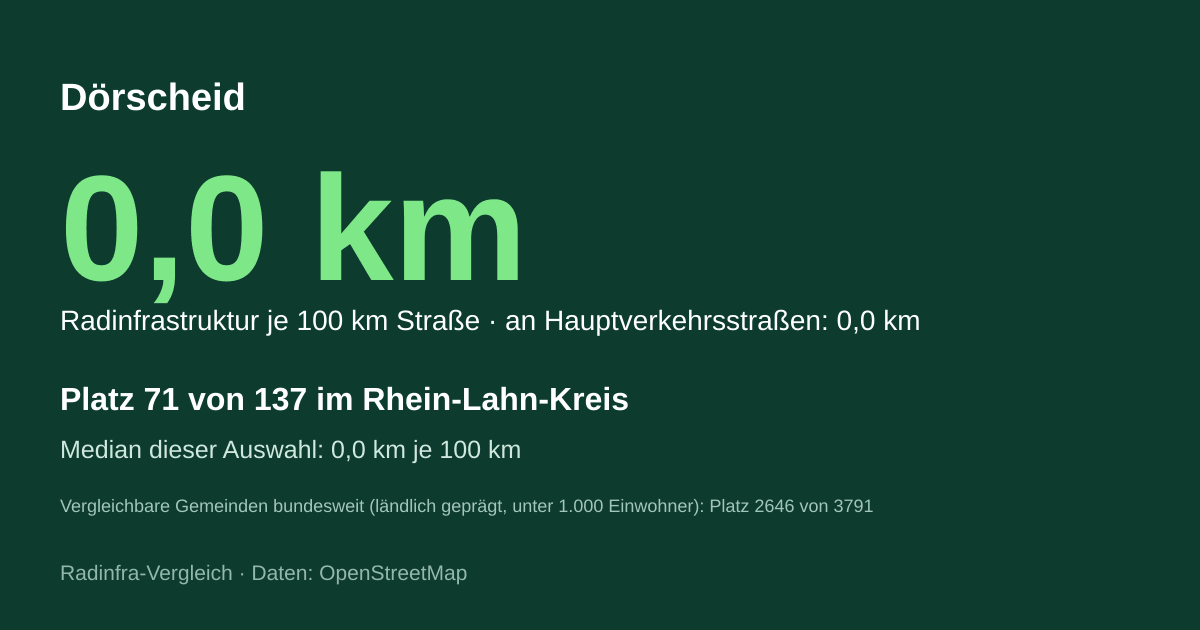 Dörscheid
0,0 km
Radinfrastruktur je 100 km Straße · an Hauptverkehrsstraßen: 0,0 km
Platz 71 von 137 im Rhein-Lahn-Kreis
Median dieser Auswahl: 0,0 km je 100 km
Vergleichbare Gemeinden bundesweit (ländlich geprägt, unter 1.000 Einwohner): Platz 2646 von 3791
Radinfra-Vergleich · Daten: OpenStreetMap